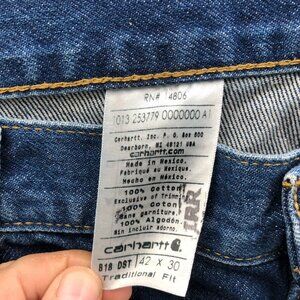 RN# 14806
1013 253779 0000000 A1
Carhartt, Inc. P. O. Box 600
Dearborn, MI 48121 USA
carhartt.com
Made in Mexico.
Fabriqué au Mexique.
Hecho en México.
100% Cotton
Exclusive of Trim
100% Coton
Sans garniture
100% Algodón.
Sin incluir adorno.
IRR
carhartt
B18 DST 42 X 30
Traditional Fit